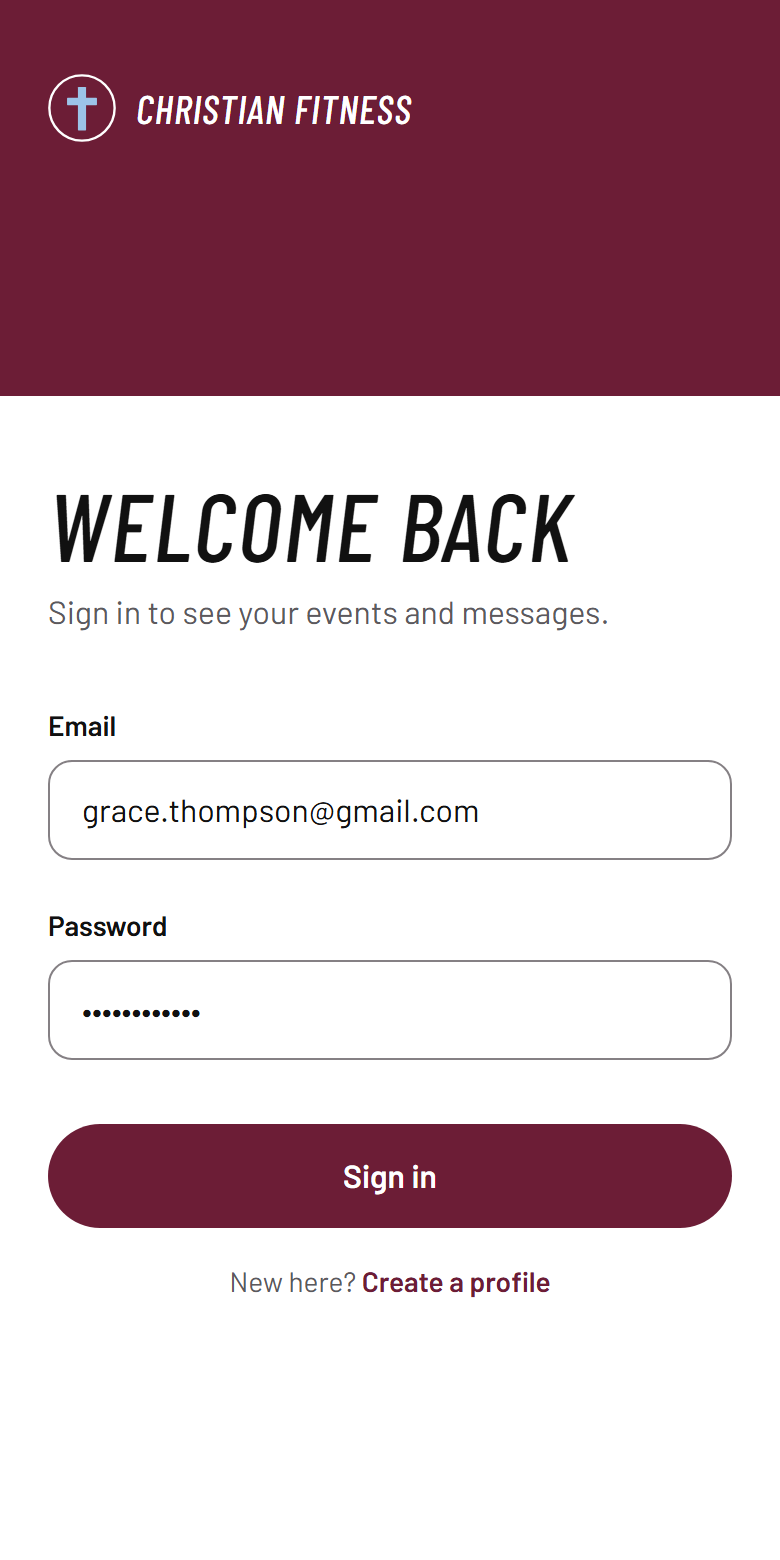 CHRISTIAN FITNESS
WELCOME BACK
Sign in to see your events and messages.
Email
grace.thompson@gmail.com
Password
••••••••••••
Sign in
New here? Create a profile